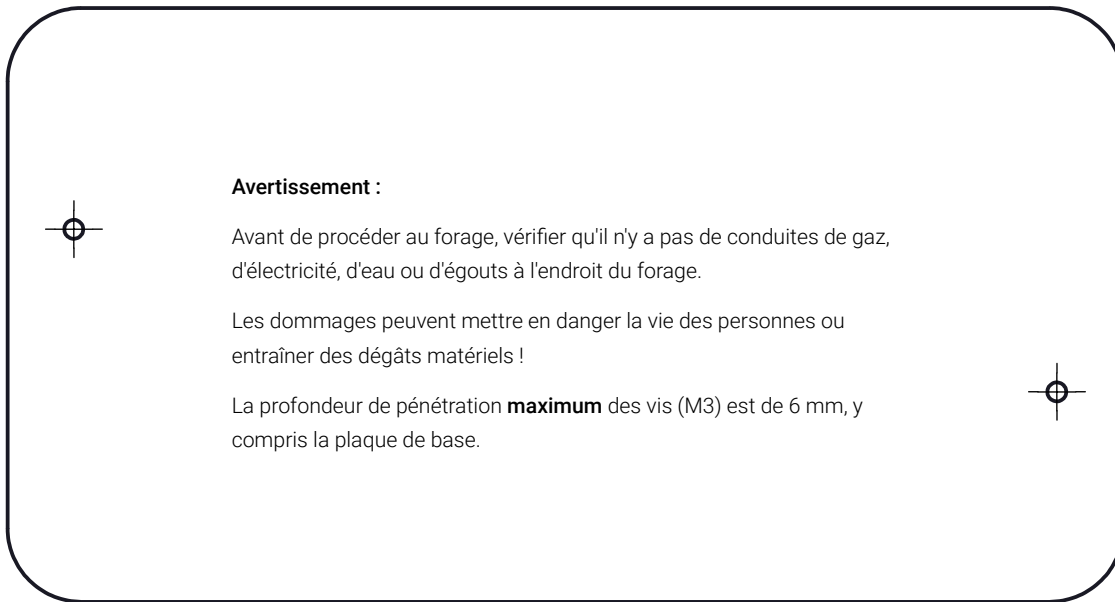 Avertissement :
Avant de procéder au forage, vérifier qu'il n'y a pas de conduites de gaz,
d'électricité, d'eau ou d'égouts à l'endroit du forage.
Les dommages peuvent mettre en danger la vie des personnes ou
entraîner des dégâts matériels !
La profondeur de pénétration maximum des vis (M3) est de 6 mm, y
compris la plaque de base.